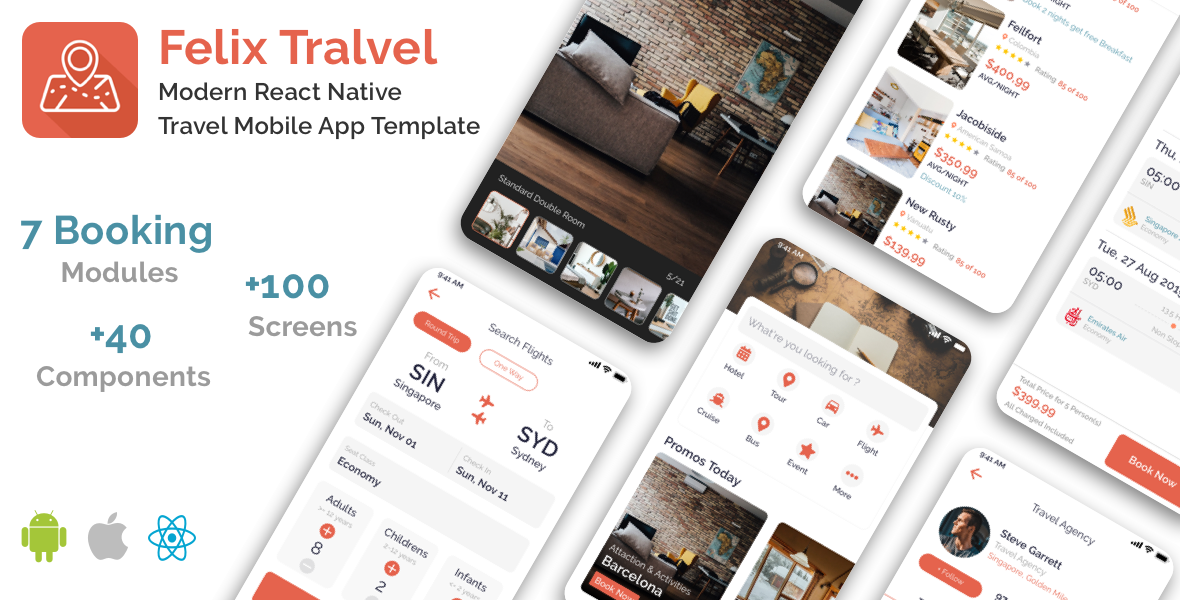 Felix Tralvel
Modern React Native
Travel Mobile App Template
7 Booking
Modules
+100
Screens
+40
Components
Standard Double Room
5/21
Book 2 nights get free Breakfast
of 100
Feilfort
Colombia
Rating 85 of 100
$400,99
AVG/NIGHT
Jacobiside
American Samoa
Rating 85 of 100
$350,99
AVG/NIGHT
Discount 10%
New Rusty
Vanuatu
Rating 85 of 100
$139,99
Thu,
05:00
SIN
Singapore
Economy
Tue, 27 Aug 201
05:00
SYD
Emirates Air
Economy
Total Price for 5 Person(s)
$399,99
All Charged Included
Book Now
9:41 AM
Search Flights
Round Trip
One Way
From
SIN
Singapore
To
SYD
Sydney
Check Out
Sun, Nov 01
Check In
Sun, Nov 11
Seat Class
Economy
Adults
>= 12 years
8
Childrens
2-12 years
2
Infants
<= 2 years
9:41 AM
What're you looking for ?
Hotel
Tour
Car
Flight
Cruise
Bus
Event
More
Promos Today
Attaction & Activities
Barcelona
Book Now
9:41 AM
Travel Agency
Steve Garrett
Travel Agency
Singapore, Golden Mile
+ Follow
97